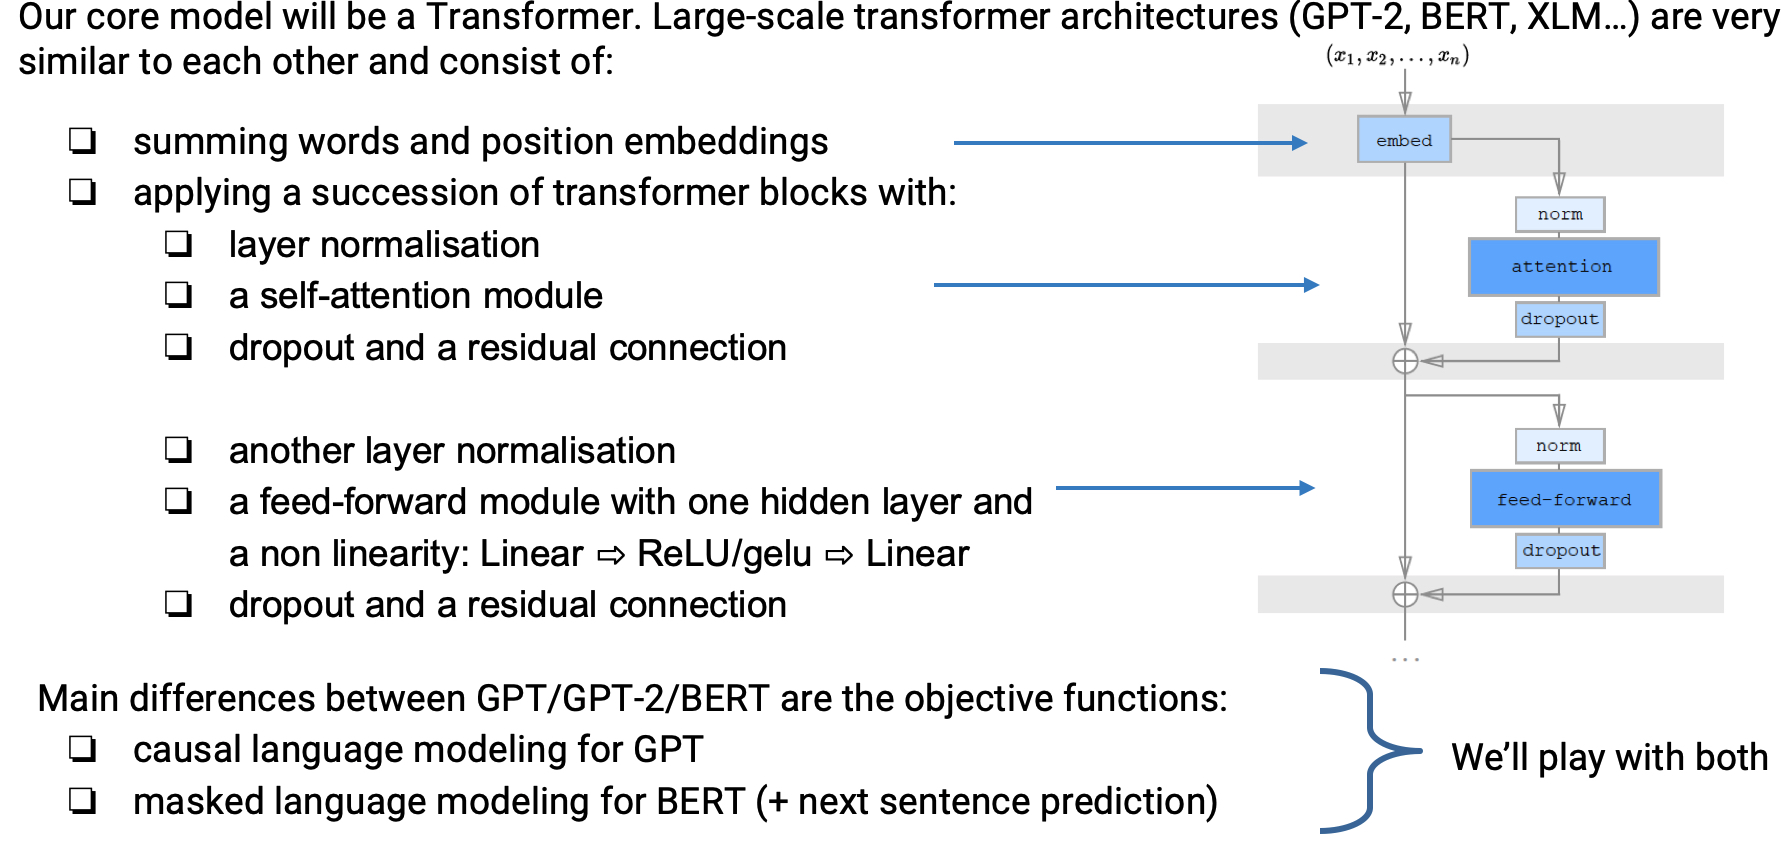 Our core model will be a Transformer. Large-scale transformer architectures (GPT-2, BERT, XLM...) are very
similar to each other and consist of:
(x1, x2, . . . , xn)
❏ summing words and position embeddings
❏ applying a succession of transformer blocks with:
❏ layer normalisation
❏ a self-attention module
❏ dropout and a residual connection
❏ another layer normalisation
❏ a feed-forward module with one hidden layer and
a non linearity: Linear ⇨ ReLU/gelu ⇨ Linear
❏ dropout and a residual connection
embed
norm
attention
dropout
norm
feed-forward
dropout
...
Main differences between GPT/GPT-2/BERT are the objective functions:
❏ causal language modeling for GPT
❏ masked language modeling for BERT (+ next sentence prediction)
We’ll play with both